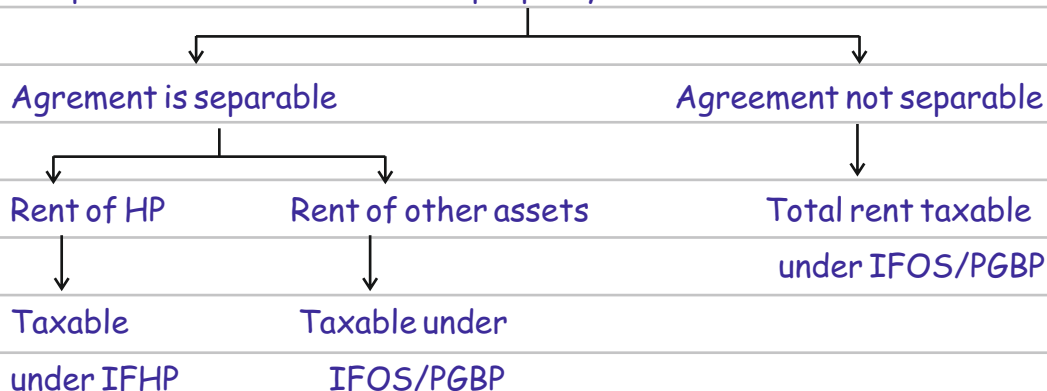 Agrement is separable Agreement not separable
Rent of HP Rent of other assets Total rent taxable
under IFOS/PGBP
Taxable Taxable under
under IFHP IFOS/PGBP